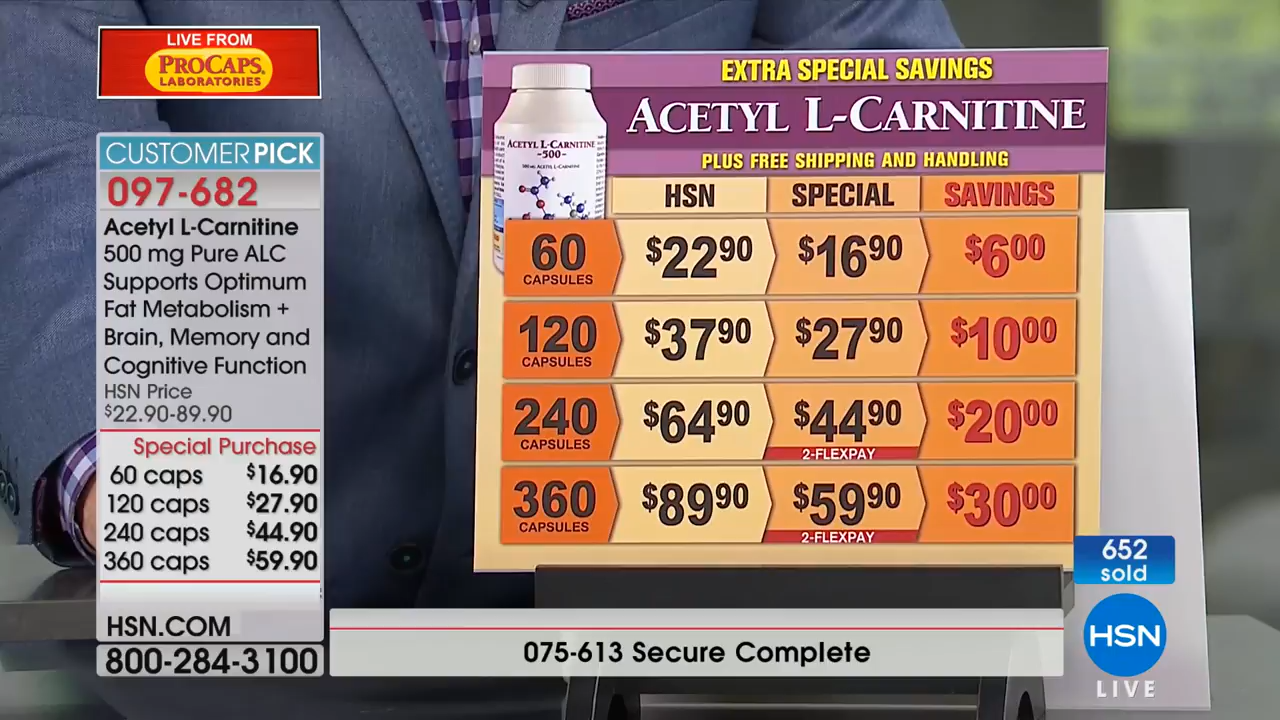 LIVE FROM
PROCAPS
LABORATORIES
CUSTOMER PICK
097-682
Acetyl L-Carnitine
500 mg Pure ALC
Supports Optimum
Fat Metabolism +
Brain, Memory and
Cognitive Function
HSN Price
$22.90-89.90
Special Purchase
60 caps $16.90
120 caps $27.90
240 caps $44.90
360 caps $59.90
HSN.COM
800-284-3100
EXTRA SPECIAL SAVINGS
ACETYL L-CARNITINE
PLUS FREE SHIPPING AND HANDLING
ACETYL L-CARNITINE
-500-
500 MG ACETYL L-CARNITINE
HSN SPECIAL SAVINGS
60 CAPSULES $22.90 $16.90 $6.00
120 CAPSULES $37.90 $27.90 $10.00
240 CAPSULES $64.90 $44.90 $20.00
2-FLEXPAY
360 CAPSULES $89.90 $59.90 $30.00
2-FLEXPAY
652
sold
HSN
LIVE
075-613 Secure Complete